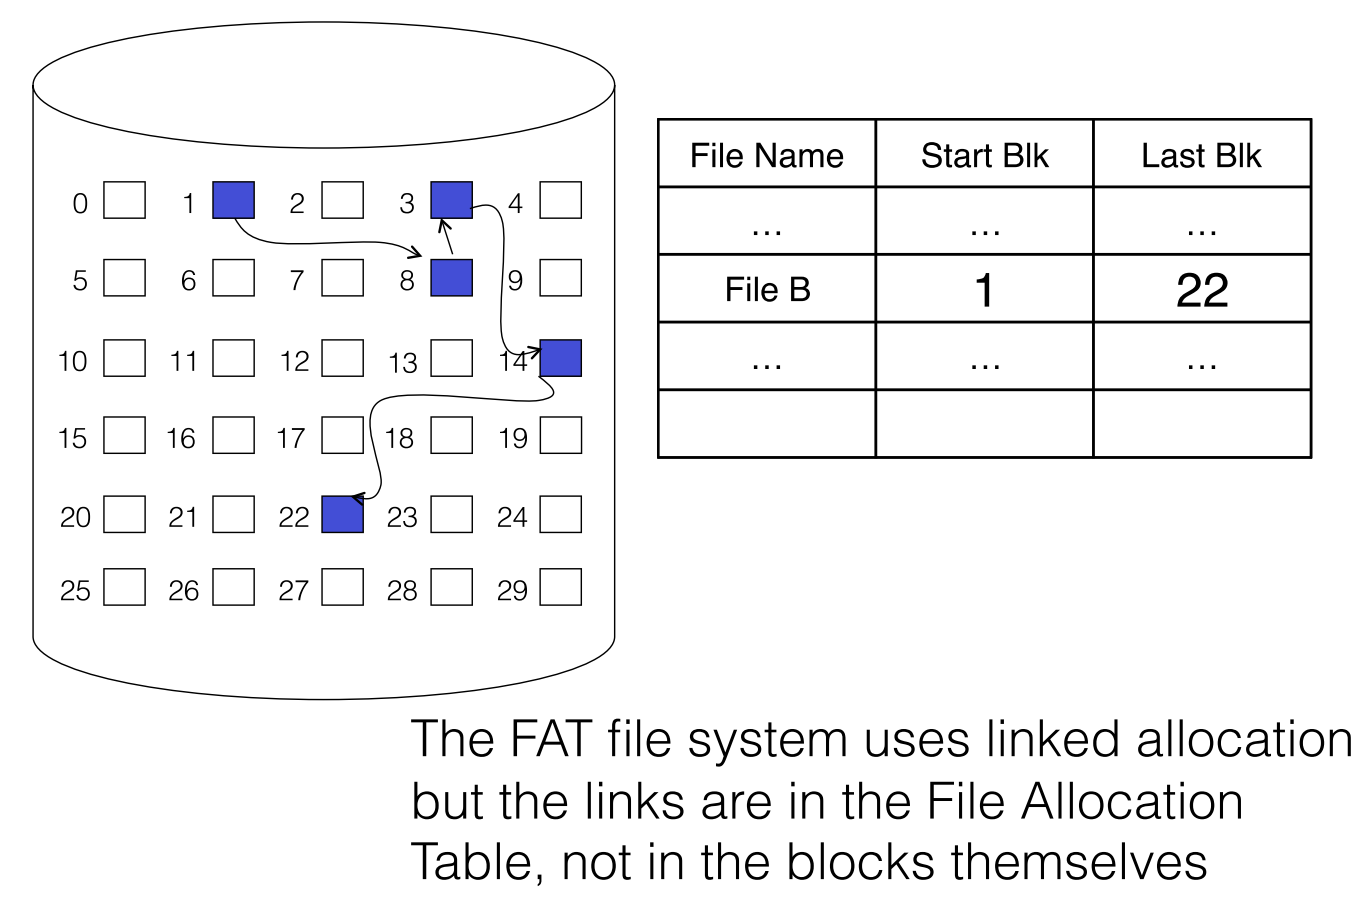 0 1 2 3 4
5 6 7 8 9
10 11 12 13 14
15 16 17 18 19
20 21 22 23 24
25 26 27 28 29
File Name Start Blk Last Blk
... ... ...
File B 1 22
... ... ...
The FAT file system uses linked allocation
but the links are in the File Allocation
Table, not in the blocks themselves